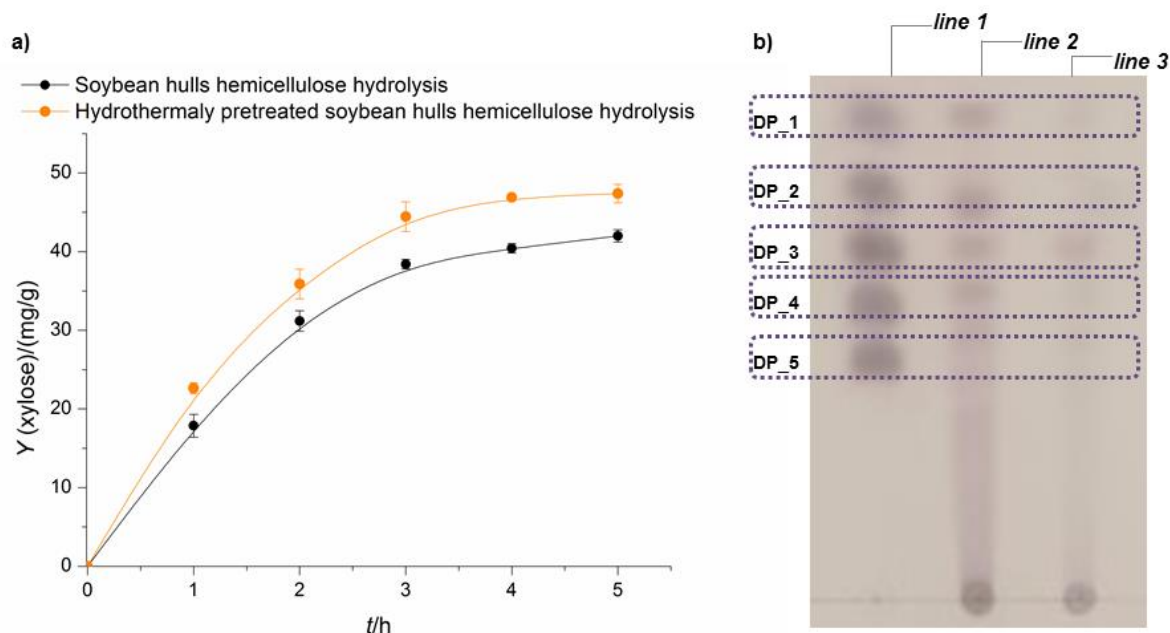 a)
Soybean hulls hemicellulose hydrolysis
Hydrothermaly pretreated soybean hulls hemicellulose hydrolysis
Y (xylose)/(mg/g)
50
40
30
20
10
0
0 1 2 3 4 5
t/h
b)
line 1
line 2
line 3
DP_1
DP_2
DP_3
DP_4
DP_5